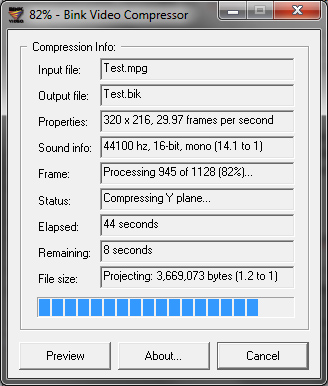 82% - Bink Video Compressor
Compression Info:
Input file: Test.mpg
Output file: Test.bik
Properties: 320 x 216, 29.97 frames per second
Sound info: 44100 hz, 16-bit, mono (14.1 to 1)
Frame: Processing 945 of 1128 (82%)...
Status: Compressing Y plane...
Elapsed: 44 seconds
Remaining: 8 seconds
File size: Projecting: 3,669,073 bytes (1.2 to 1)
Preview About... Cancel